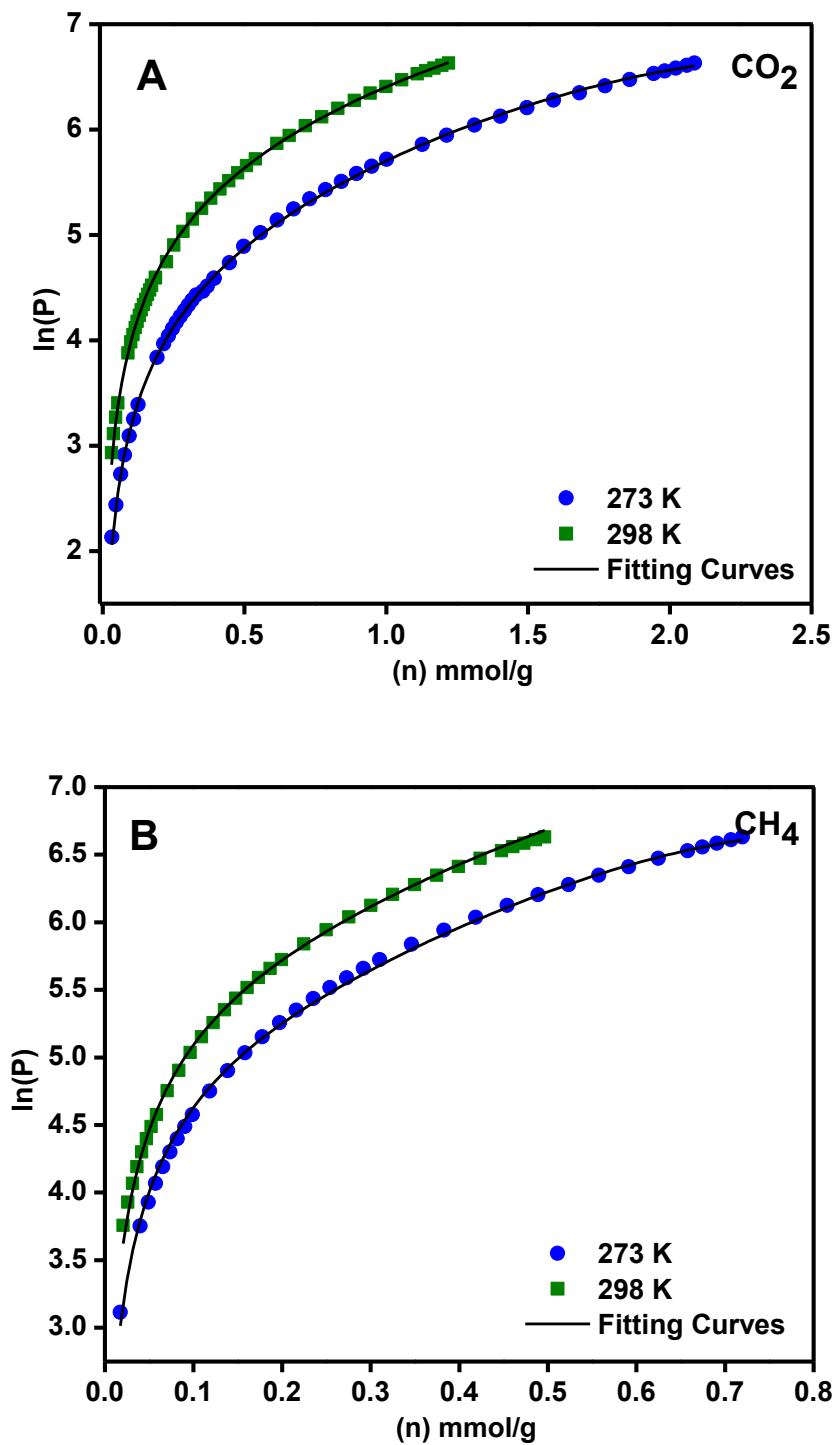 7
A
CO2
6
5
ln(P)
4
3
273 K
298 K
2
Fitting Curves
0.0 0.5 1.0 1.5 2.0 2.5
(n) mmol/g
7.0
B
CH4
6.5
6.0
5.5
5.0
ln(P)
4.5
4.0
3.5
273 K
298 K
3.0
Fitting Curves
0.0 0.1 0.2 0.3 0.4 0.5 0.6 0.7 0.8
(n) mmol/g